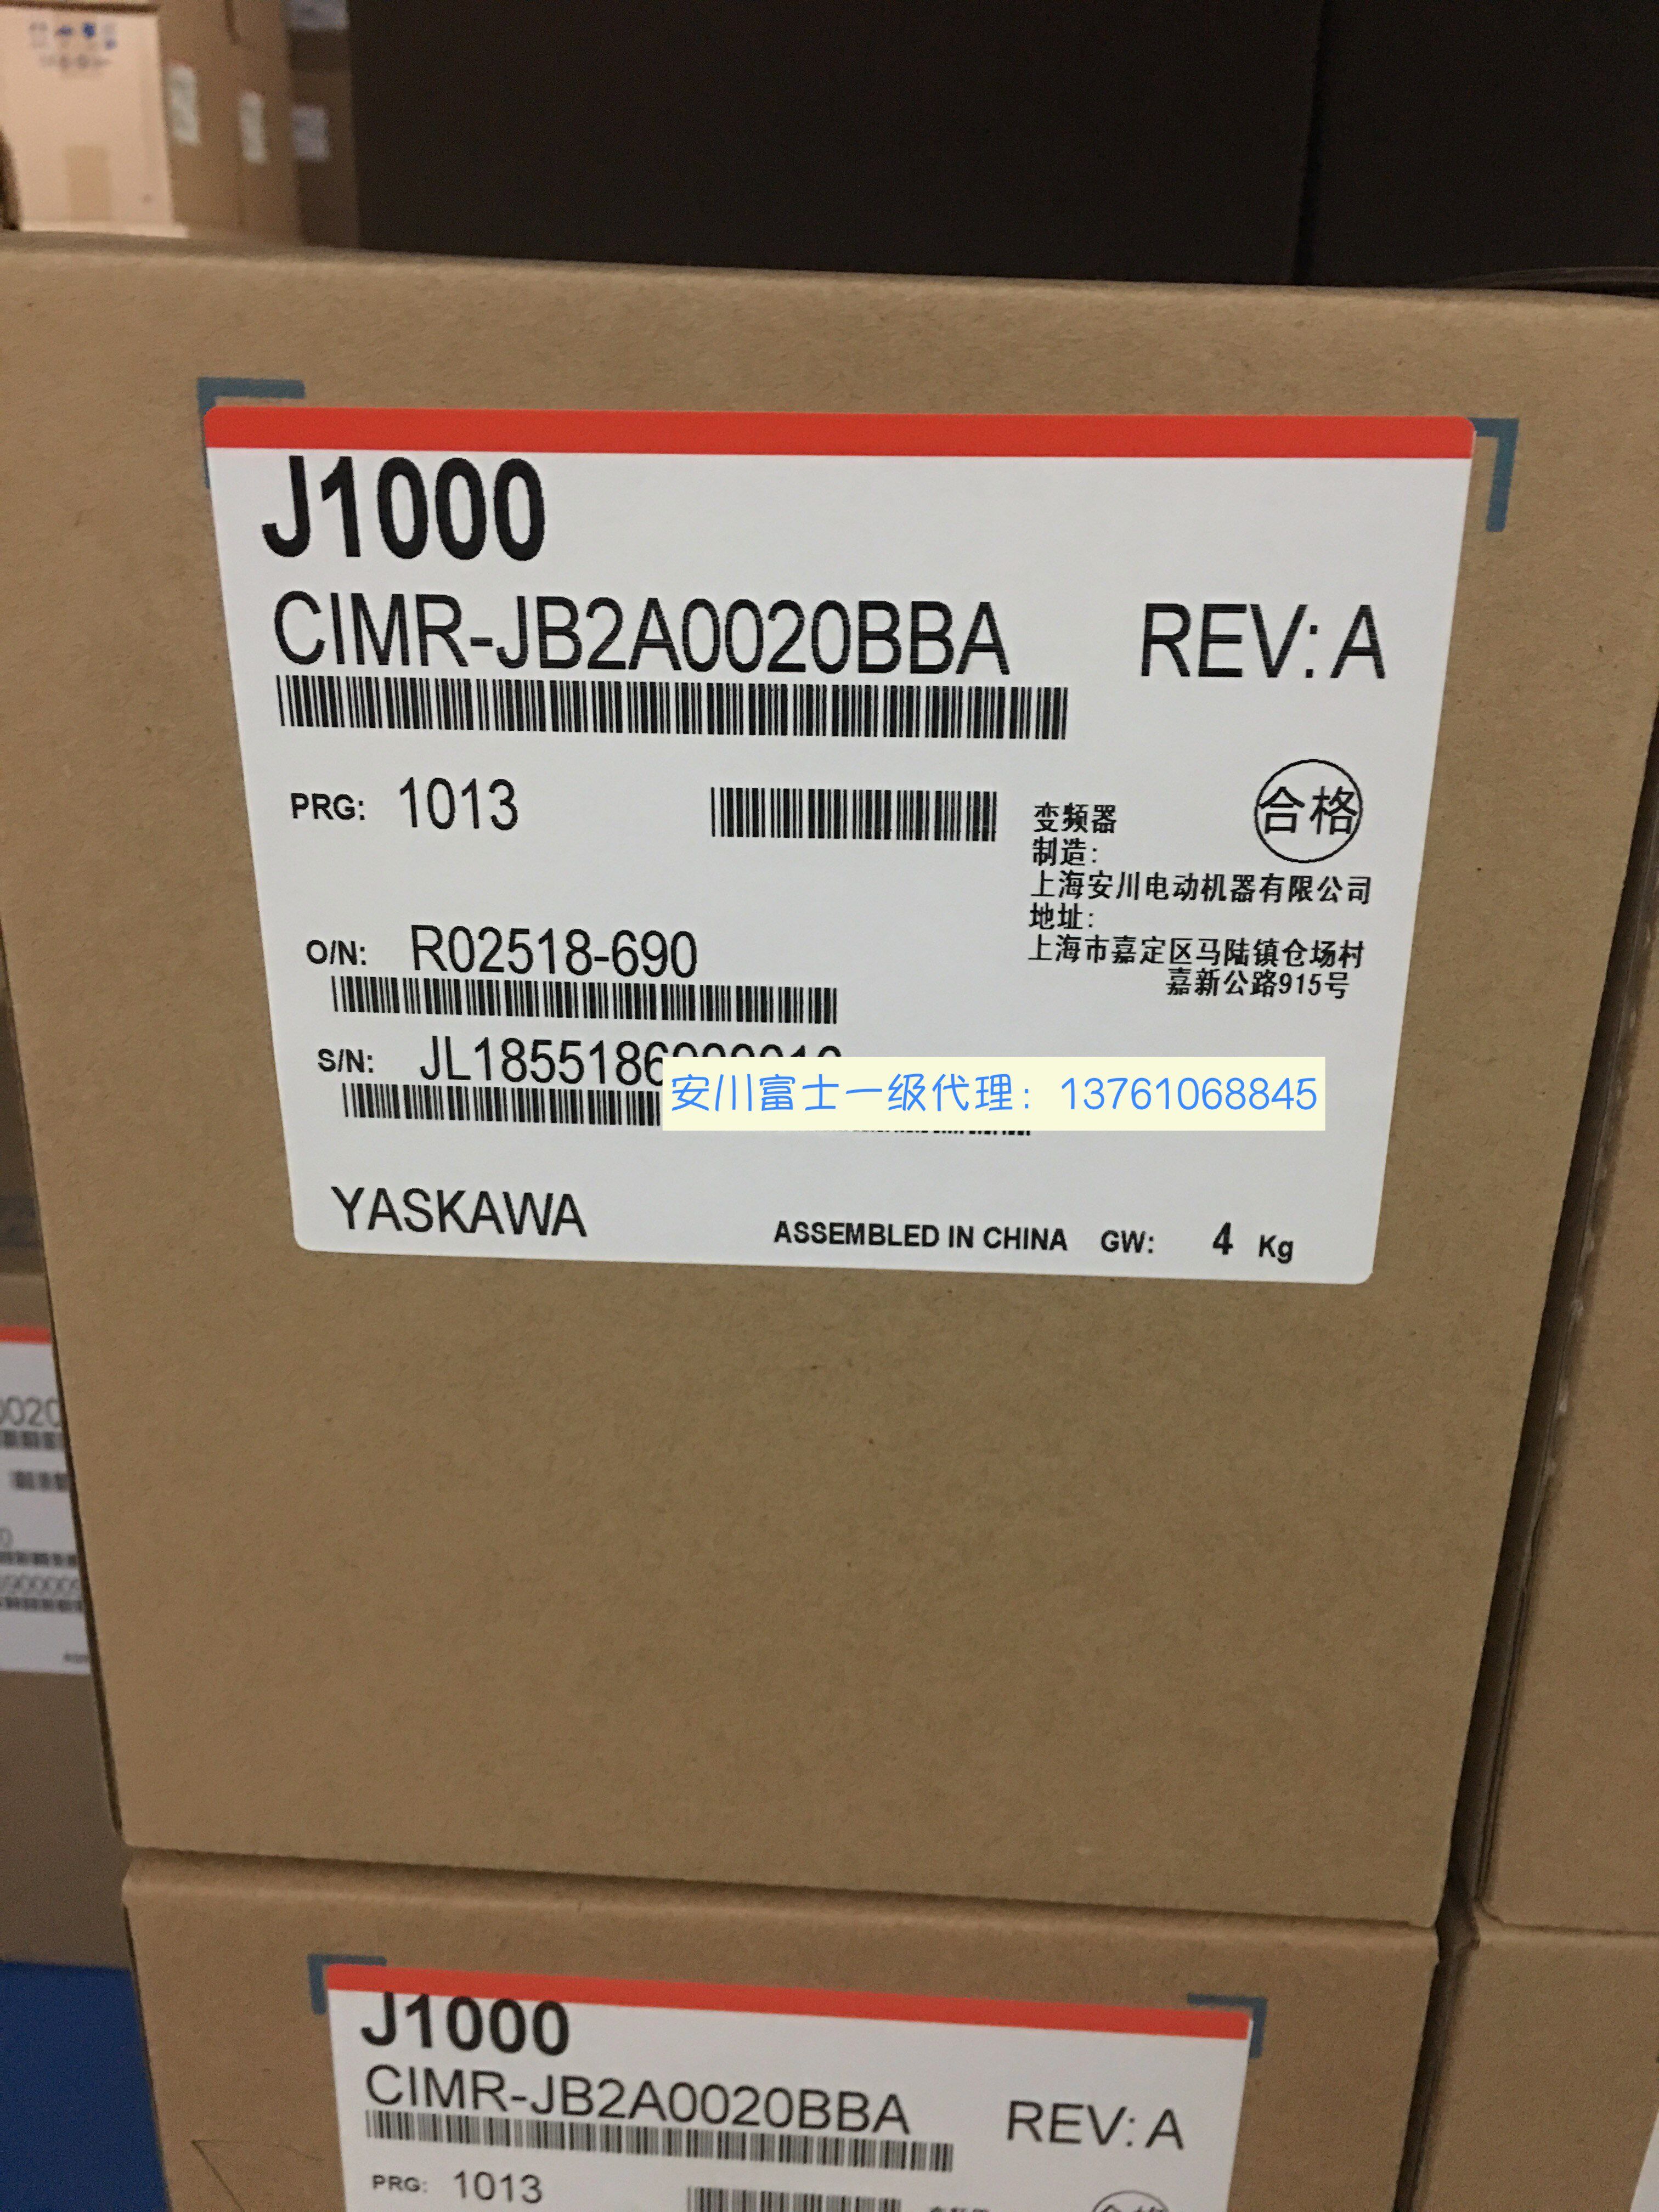 J1000
CIMR-JB2A0020BBA REV: A
PRG: 1013
合格
变频器
制造:
上海安川电动机器有限公司
地址:
上海市嘉定区马陆镇仓场村
嘉新公路915号
O/N: R02518-690
S/N: JL1855186
安川富士一级代理：13761068845
YASKAWA ASSEMBLED IN CHINA GW: 4 Kg
J1000
CIMR-JB2A0020BBA REV: A
PRG: 1013